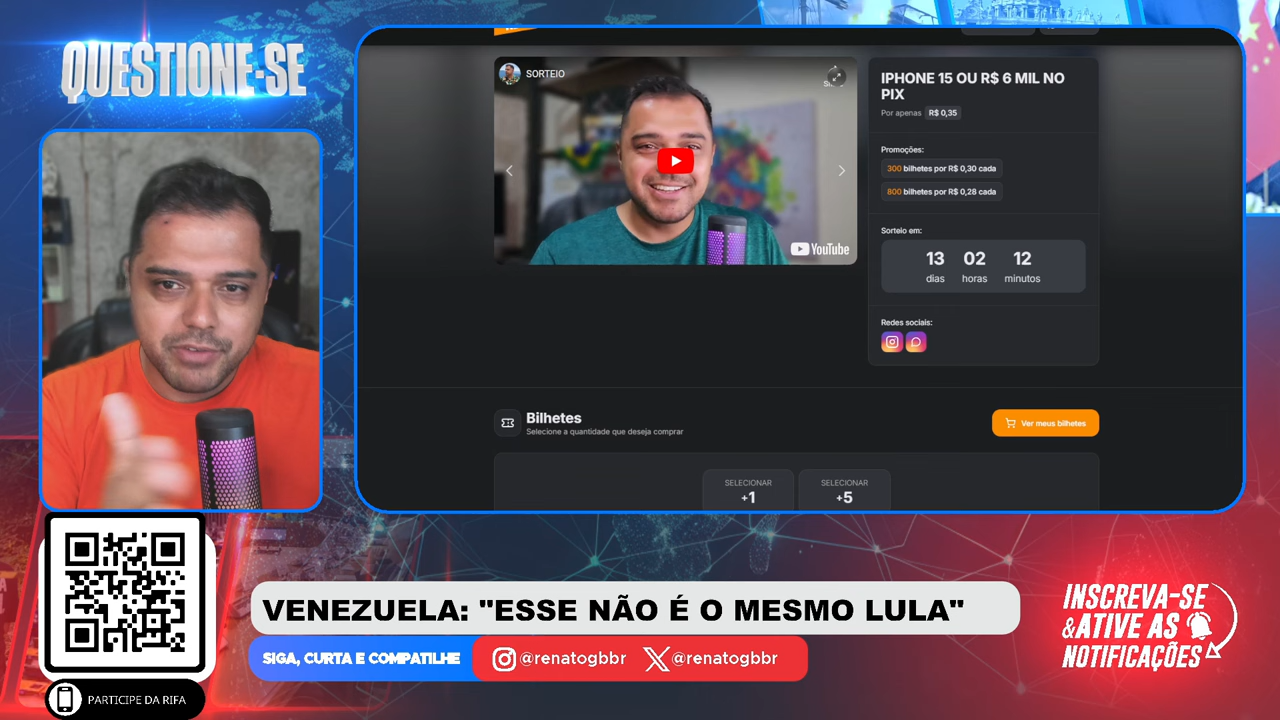 QUESTIONE-SE
SORTEIO
YouTube
IPHONE 15 OU R$ 6 MIL NO
PIX
Por apenas R$ 0,35
Promoções:
300 bilhetes por R$ 0,30 cada
800 bilhetes por R$ 0,28 cada
Sorteio em:
13 02 12
dias horas minutos
Redes sociais:
Bilhetes
Selecione a quantidade que deseja comprar
Ver meus bilhetes
SELECIONAR SELECIONAR
+1 +5
VENEZUELA: "ESSE NÃO É O MESMO LULA"
SIGA, CURTA E COMPATILHE
@renatogbbr @renatogbbr
INSCREVA-SE
&ATIVE AS
NOTIFICAÇÕES
PARTICIPE DA RIFA